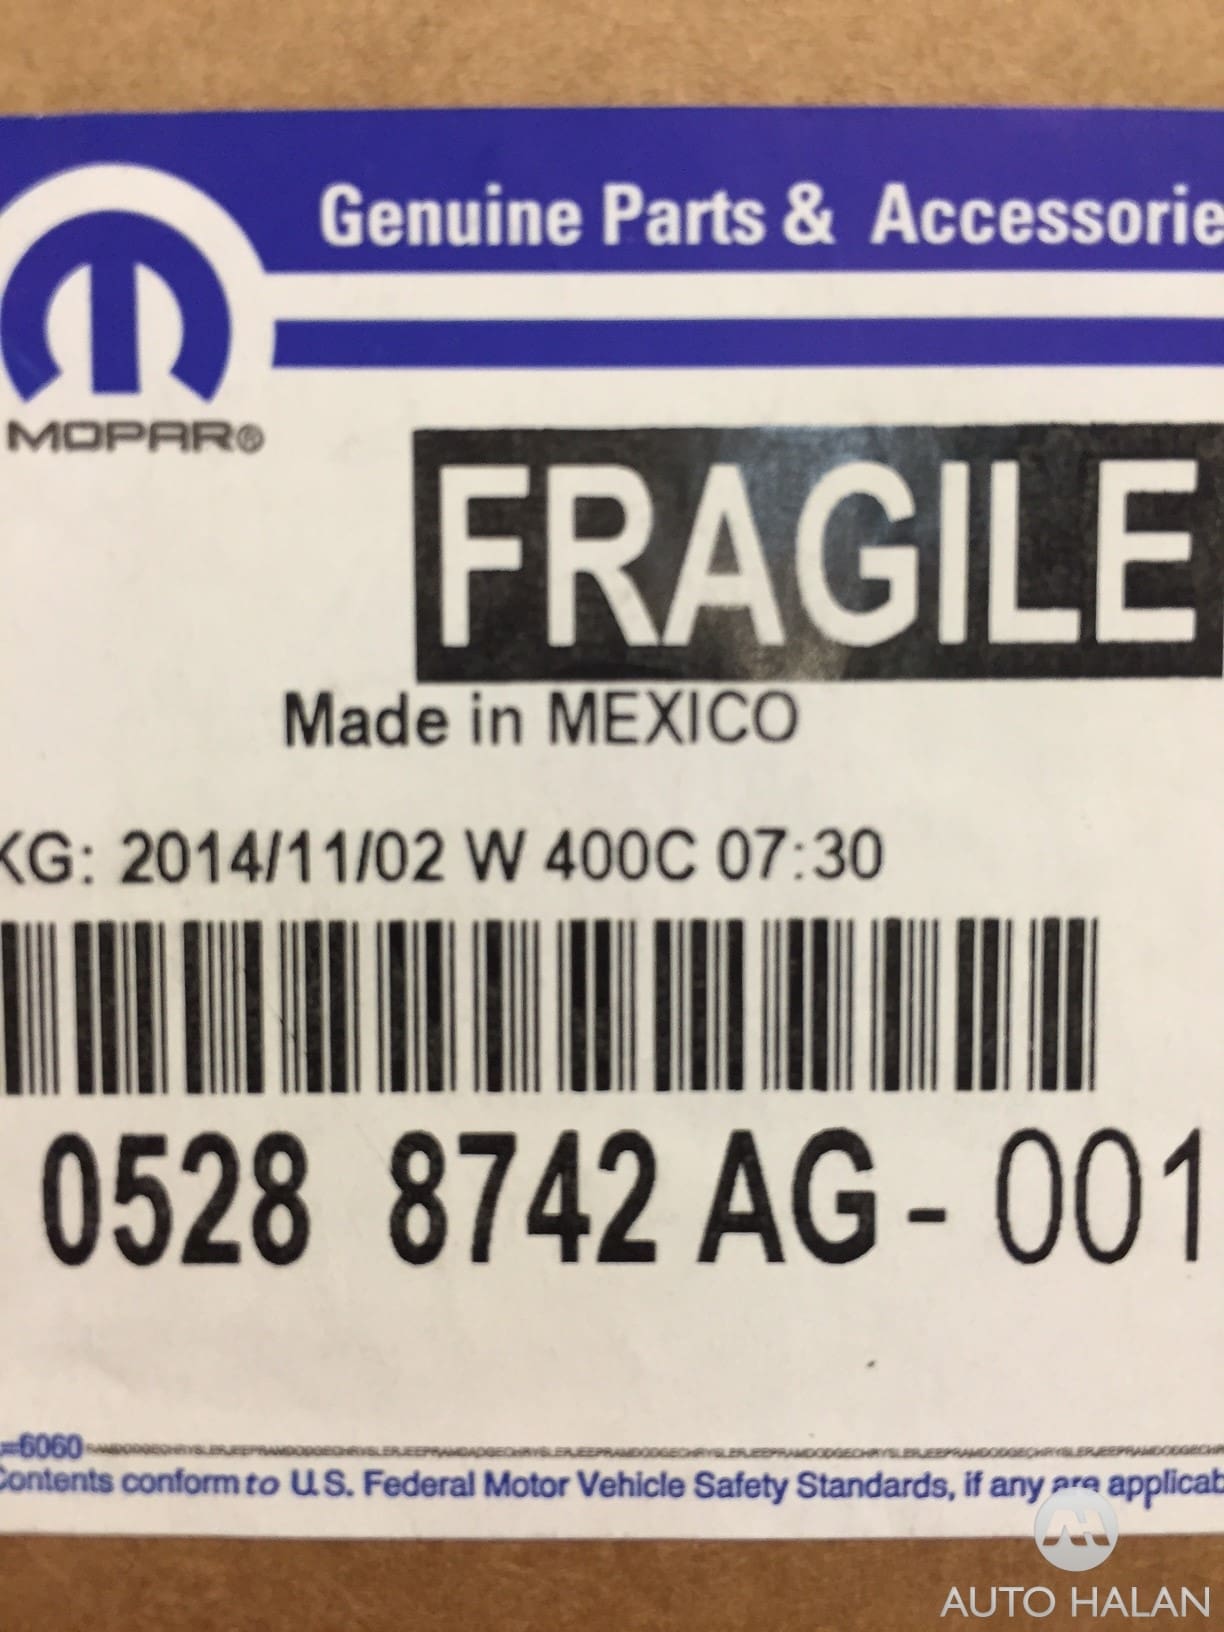 Genuine Parts & Accessorie
MOPAR®
FRAGILE
Made in MEXICO
KG: 2014/11/02 W 400C 07:30
0528 8742 AG - 001
=6060
Contents conform to U.S. Federal Motor Vehicle Safety Standards, if any are applicab
AUTO HALAN